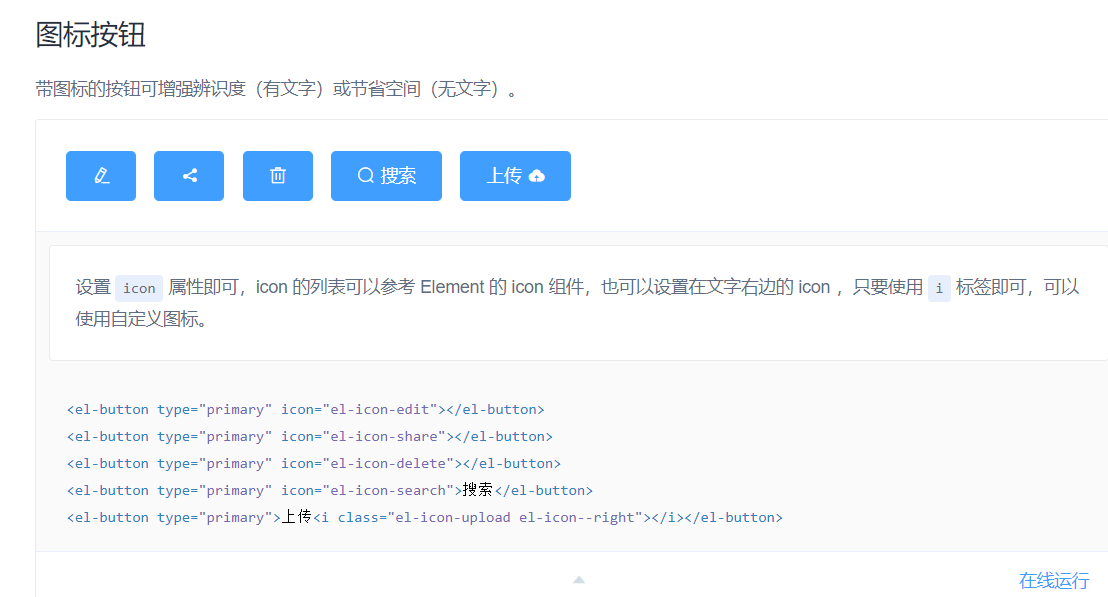 图标按钮
带图标的按钮可增强辨识度（有文字）或节省空间（无文字）。
搜索 上传
设置 icon 属性即可，icon 的列表可以参考 Element 的 icon 组件，也可以设置在文字右边的 icon ，只要使用 i 标签即可，可以
使用自定义图标。
<el-button type="primary" icon="el-icon-edit"></el-button>
<el-button type="primary" icon="el-icon-share"></el-button>
<el-button type="primary" icon="el-icon-delete"></el-button>
<el-button type="primary" icon="el-icon-search">搜索</el-button>
<el-button type="primary">上传<i class="el-icon-upload el-icon--right"></i></el-button>
在线运行